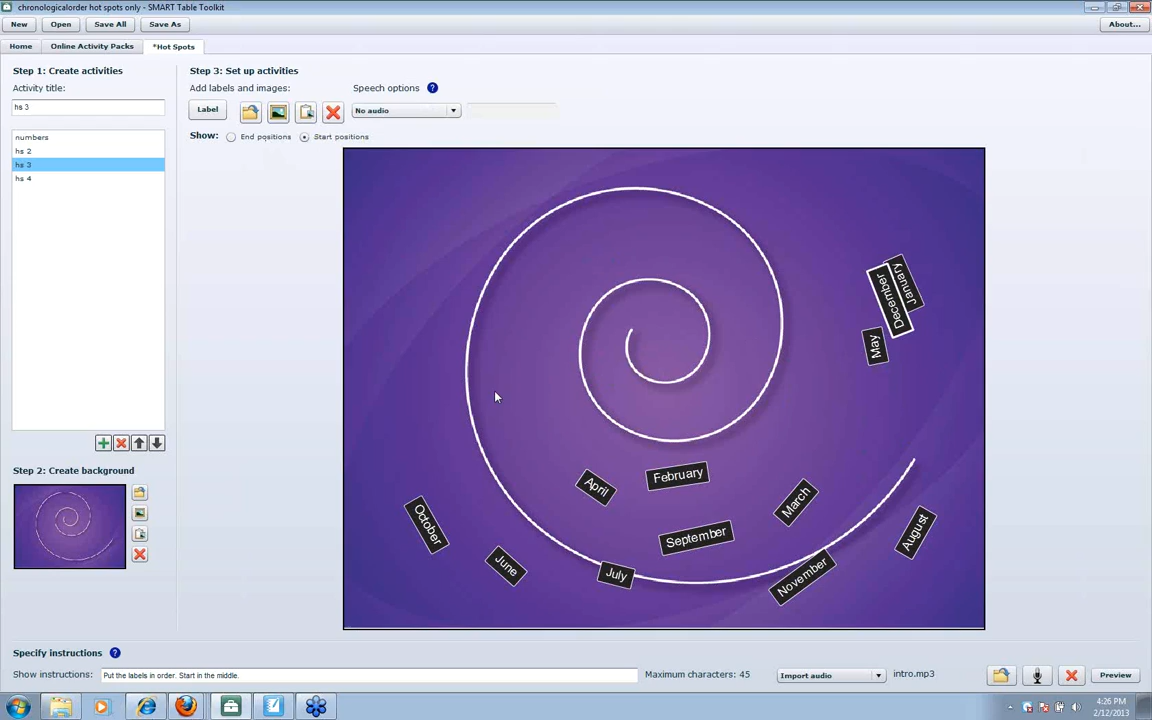 chronologicalorder hot spots only - SMART Table Toolkit
New
Open
Save All
Save As
About...
Home
Online Activity Packs
*Hot Spots
Step 1: Create activities
Activity title:
hs 3
numbers
hs 2
hs 3
hs 4
Step 2: Create background
Step 3: Set up activities
Add labels and images:
Speech options
?
Label
No audio
Show:
End positions
Start positions
January
December
May
April
February
March
October
September
August
June
July
November
Specify instructions
?
Show instructions:
Put the labels in order. Start in the middle.
Maximum characters: 45
Import audio
intro.mp3
Preview
4:26 PM
2/12/2013